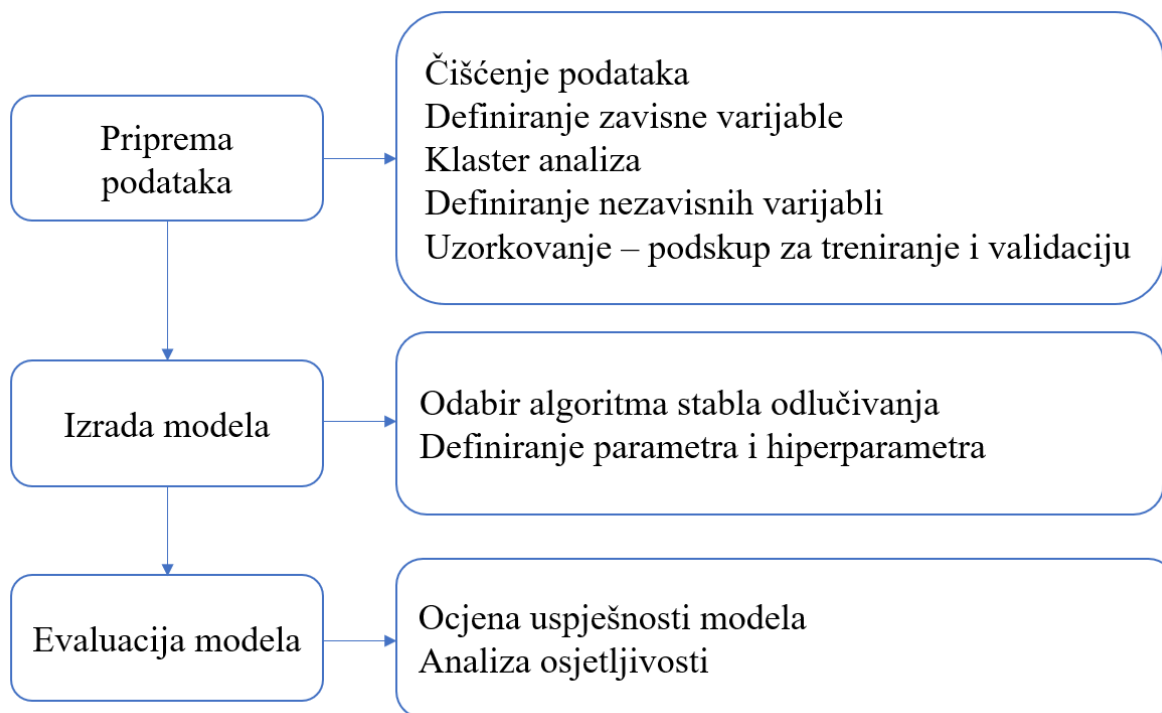 Priprema
podataka
Čišćenje podataka
Definiranje zavisne varijable
Klaster analiza
Definiranje nezavisnih varijabli
Uzorkovanje – podskup za treniranje i validaciju
Izrada modela
Odabir algoritma stabla odlučivanja
Definiranje parametra i hiperparametra
Evaluacija modela
Ocjena uspješnosti modela
Analiza osjetljivosti